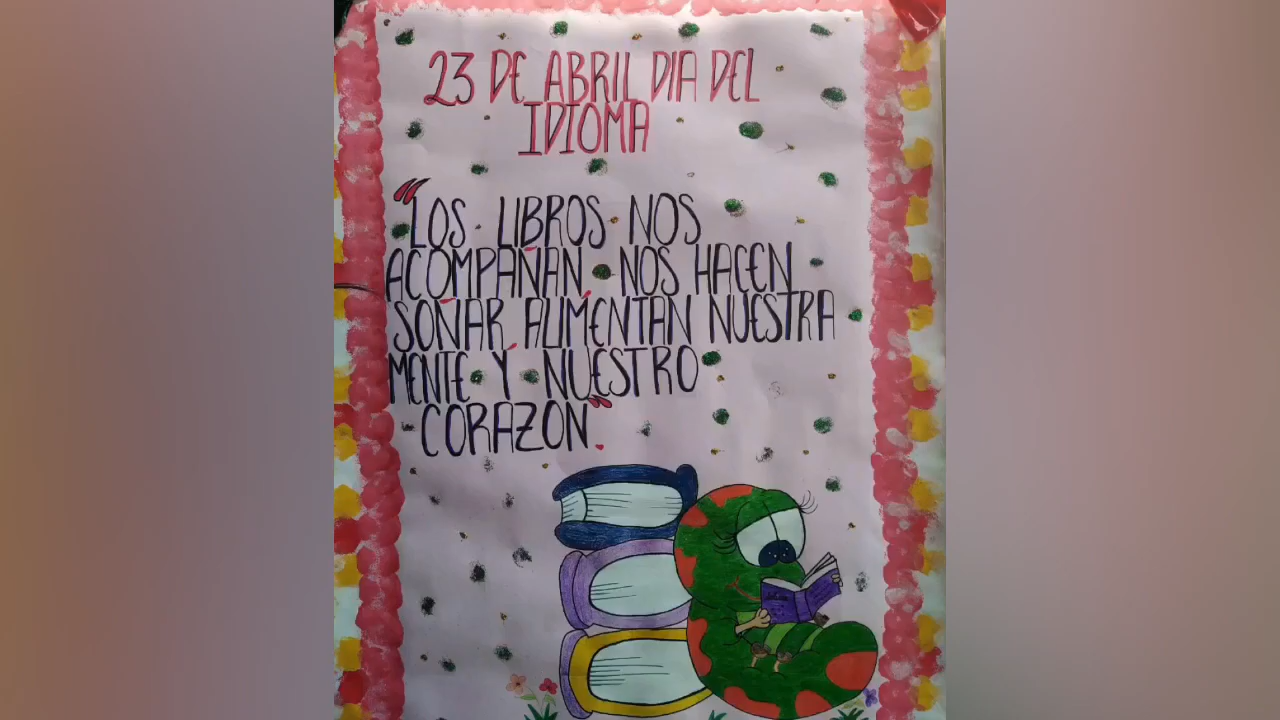 23 DE ABRIL DIA DEL
IDIOMA
"LOS LIBROS NOS
ACOMPAÑAN NOS HACEN
SOÑAR ALIMENTAN NUESTRA
MENTE Y NUESTRO
CORAZON".